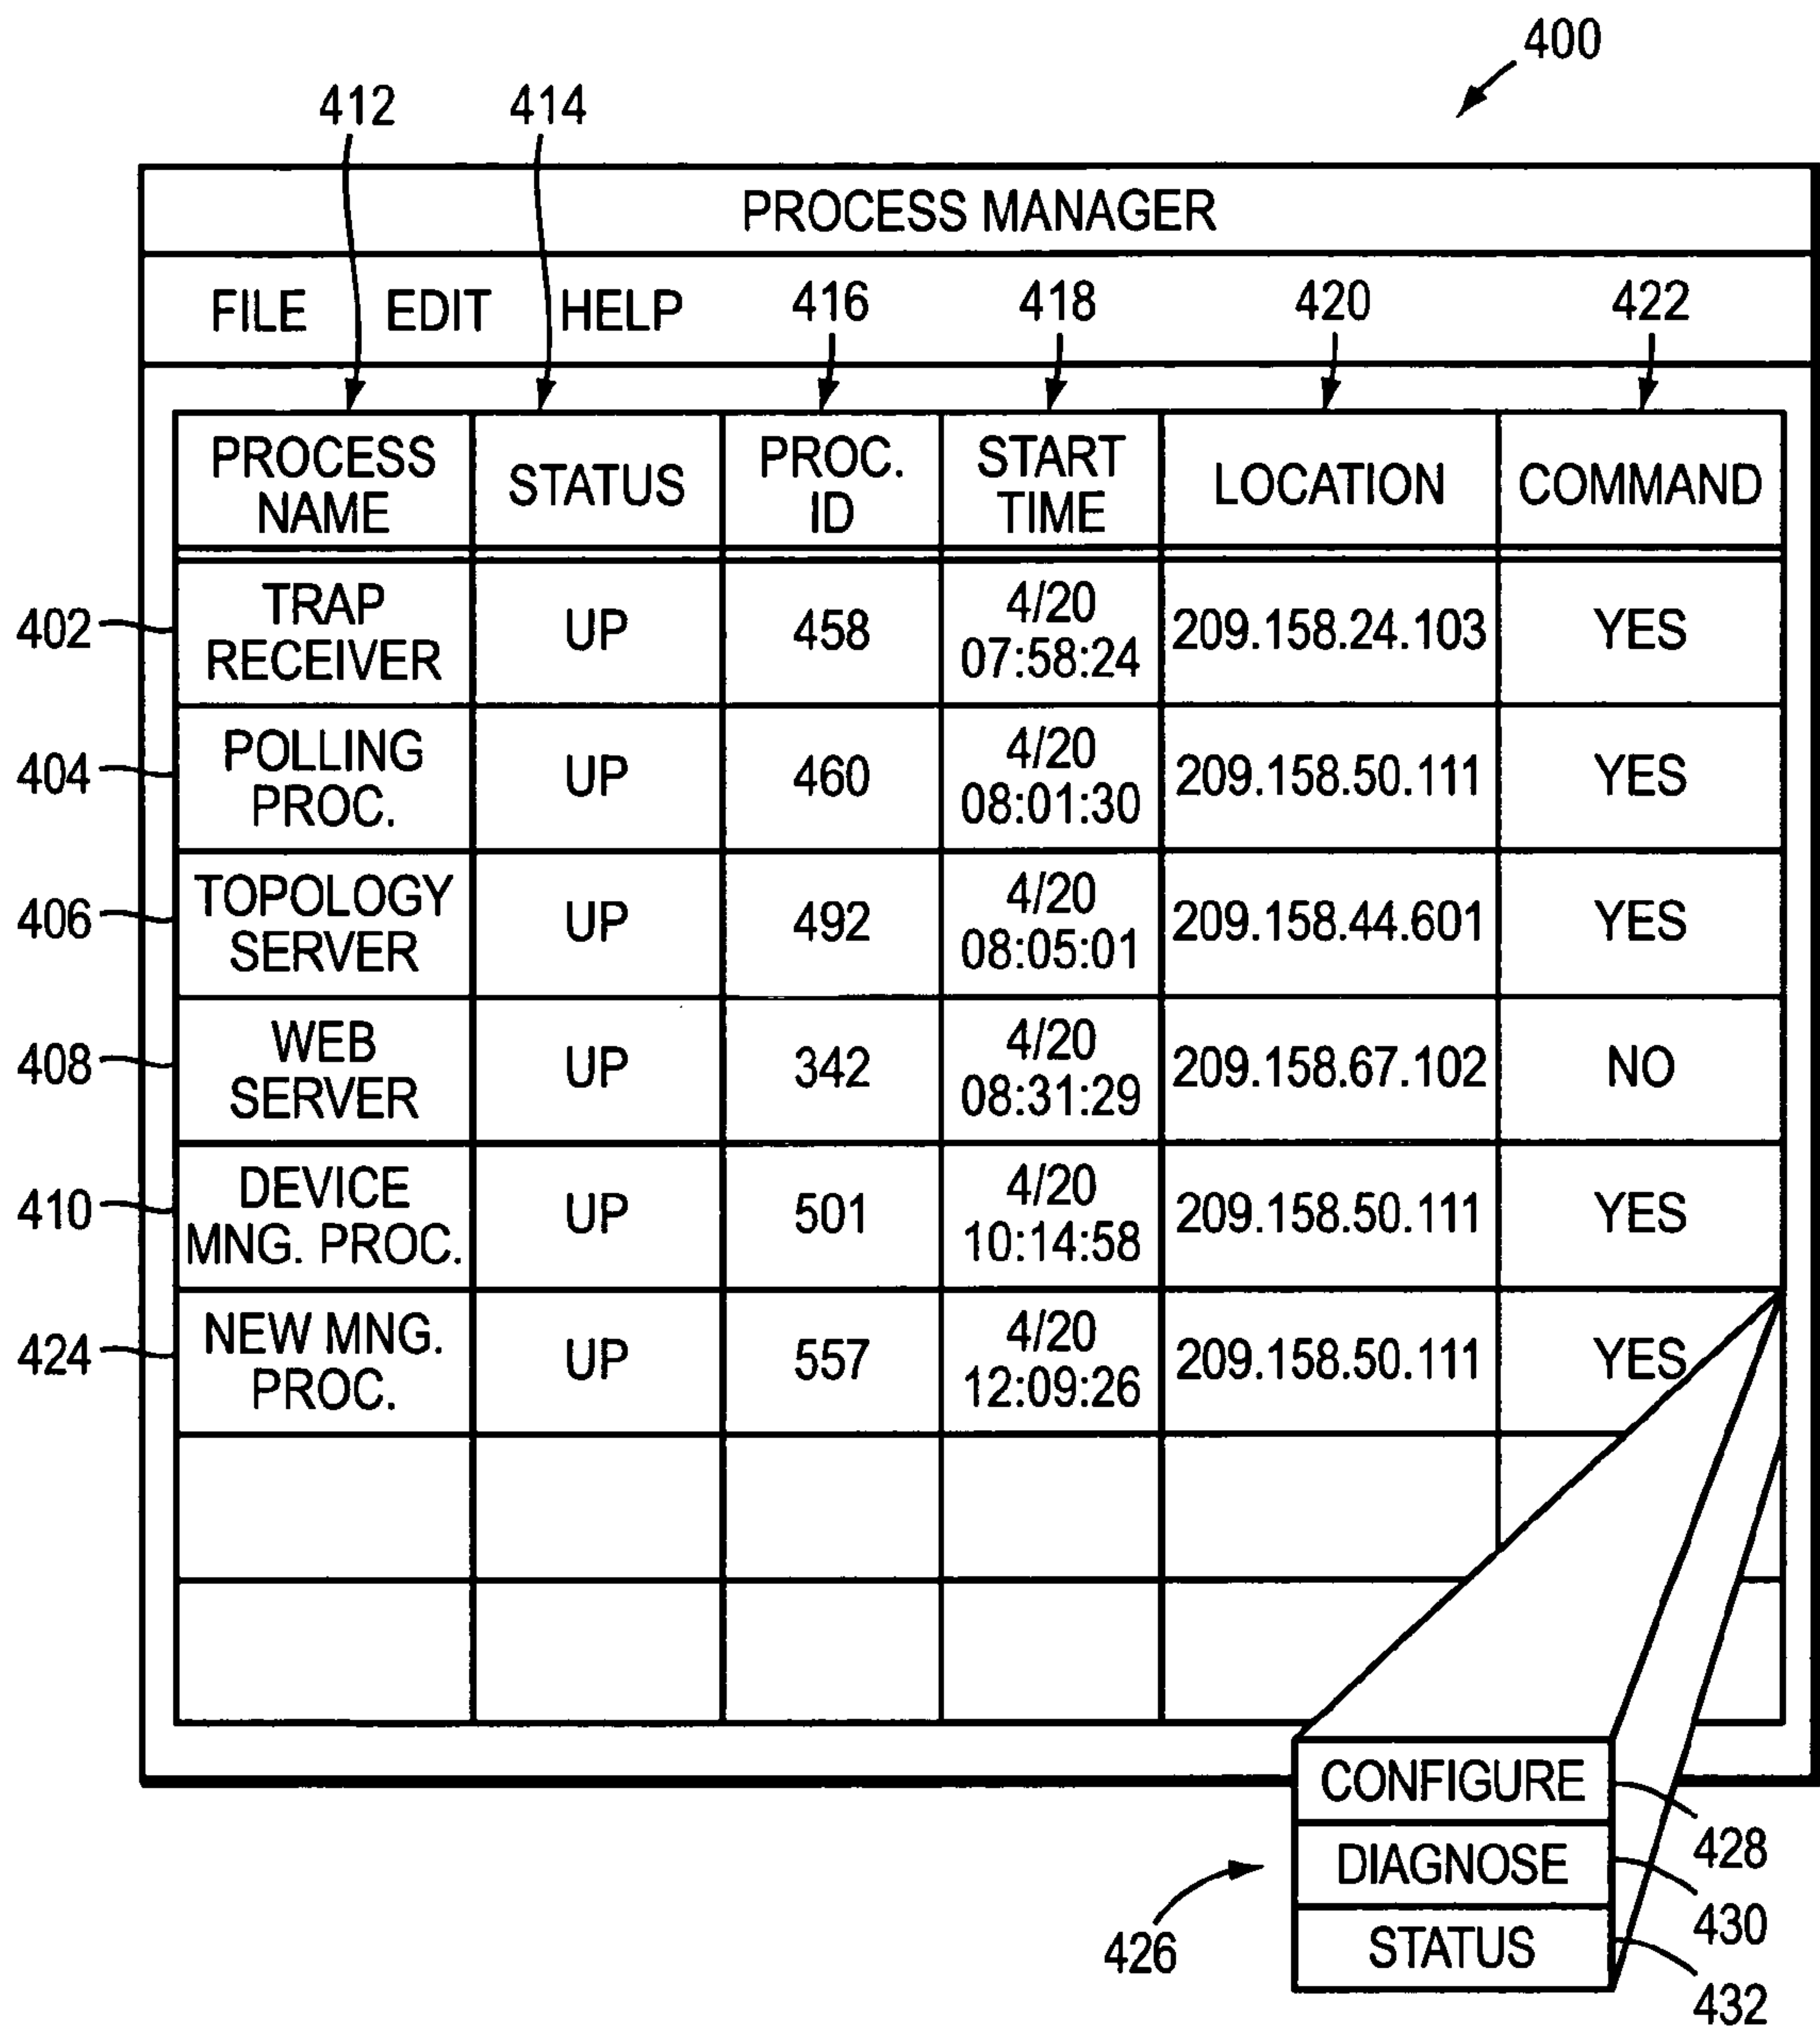 400
412 414
PROCESS MANAGER
FILE EDIT HELP 416 418 420 422
PROCESS NAME STATUS PROC. ID START TIME LOCATION COMMAND
402 TRAP RECEIVER UP 458 4/20 07:58:24 209.158.24.103 YES
404 POLLING PROC. UP 460 4/20 08:01:30 209.158.50.111 YES
406 TOPOLOGY SERVER UP 492 4/20 08:05:01 209.158.44.601 YES
408 WEB SERVER UP 342 4/20 08:31:29 209.158.67.102 NO
410 DEVICE MNG. PROC. UP 501 4/20 10:14:58 209.158.50.111 YES
424 NEW MNG. PROC. UP 557 4/20 12:09:26 209.158.50.111 YES
CONFIGURE 428
426 DIAGNOSE 430
STATUS 432